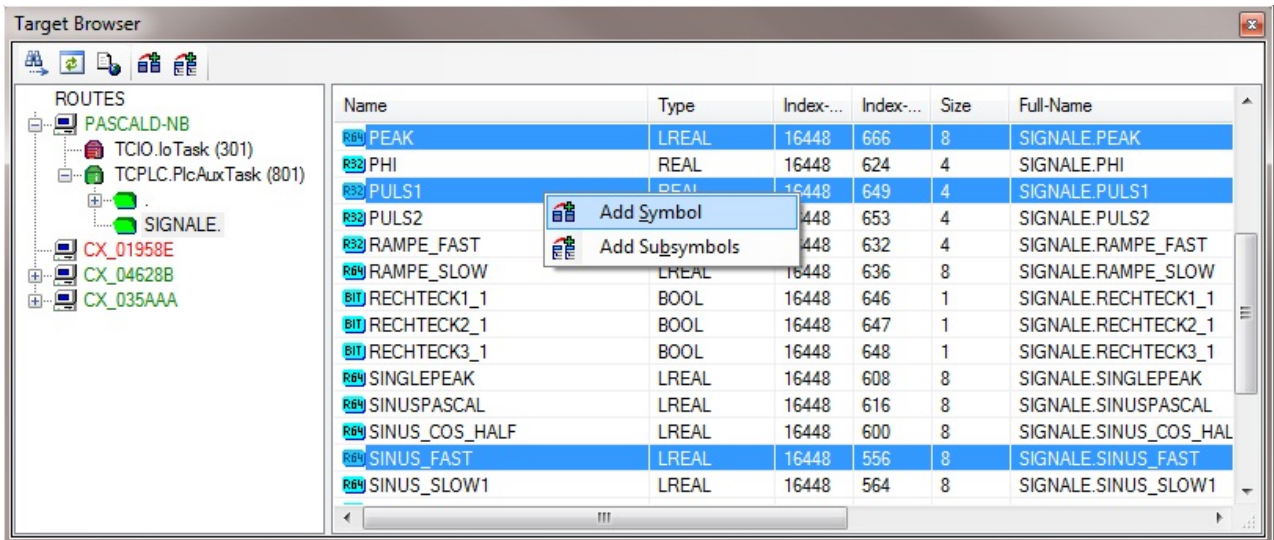 Target Browser
ROUTES
PASCALD-NB
TCIO.IoTask (301)
TCPLC.PlcAuxTask (801)
.
SIGNALE.
CX_01958E
CX_04628B
CX_035AAA
Name Type Index-... Index-... Size Full-Name
R64 PEAK LREAL 16448 666 8 SIGNALE.PEAK
R32 PHI REAL 16448 624 4 SIGNALE.PHI
R32 PULS1 REAL 16448 649 4 SIGNALE.PULS1
R32 PULS2 448 653 4 SIGNALE.PULS2
R32 RAMPE_FAST 448 632 4 SIGNALE.RAMPE_FAST
R64 RAMPE_SLOW LREAL 16448 636 8 SIGNALE.RAMPE_SLOW
BIT RECHTECK1_1 BOOL 16448 646 1 SIGNALE.RECHTECK1_1
BIT RECHTECK2_1 BOOL 16448 647 1 SIGNALE.RECHTECK2_1
BIT RECHTECK3_1 BOOL 16448 648 1 SIGNALE.RECHTECK3_1
R64 SINGLEPEAK LREAL 16448 608 8 SIGNALE.SINGLEPEAK
R64 SINUSPASCAL LREAL 16448 616 8 SIGNALE.SINUSPASCAL
R64 SINUS_COS_HALF LREAL 16448 600 8 SIGNALE.SINUS_COS_HAL
R64 SINUS_FAST LREAL 16448 556 8 SIGNALE.SINUS_FAST
R64 SINUS_SLOW1 LREAL 16448 564 8 SIGNALE.SINUS_SLOW1
Add Symbol
Add Subsymbols